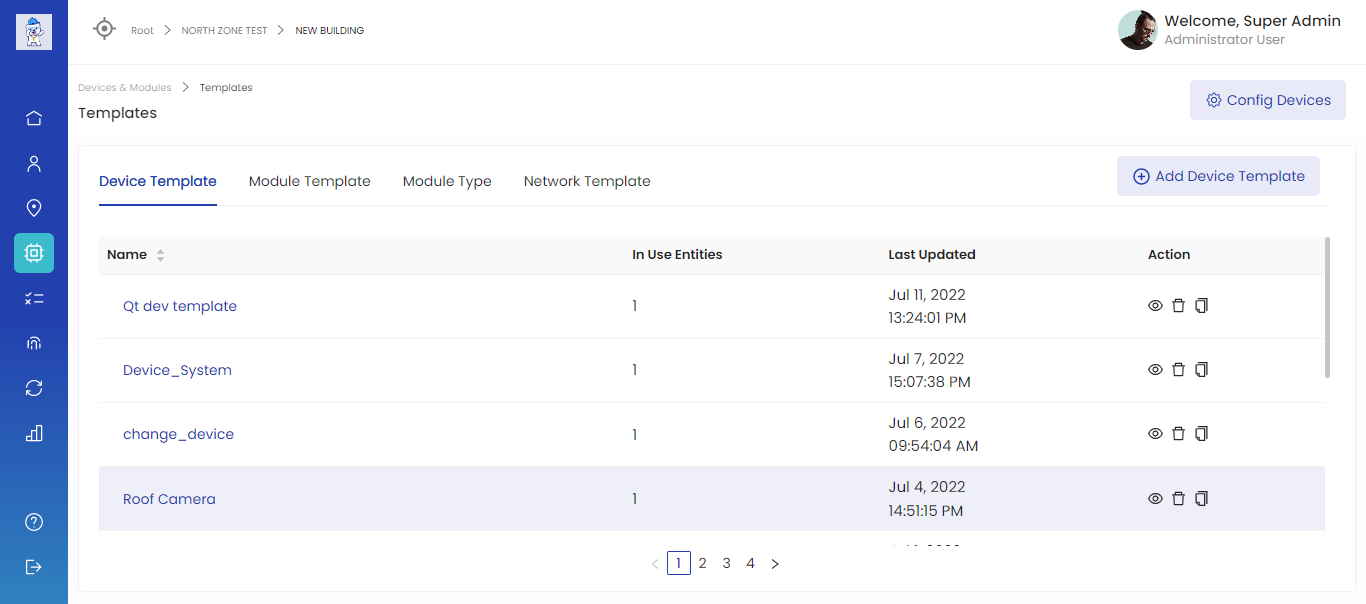 Root > NORTH ZONE TEST > NEW BUILDING
Welcome, Super Admin
Administrator User
Devices & Modules > Templates
Templates
Config Devices
Device Template Module Template Module Type Network Template
Add Device Template
Name In Use Entities Last Updated Action
Qt dev template 1 Jul 11, 2022
13:24:01 PM
Device_System 1 Jul 7, 2022
15:07:38 PM
change_device 1 Jul 6, 2022
09:54:04 AM
Roof Camera 1 Jul 4, 2022
14:51:15 PM
< 1 2 3 4 >